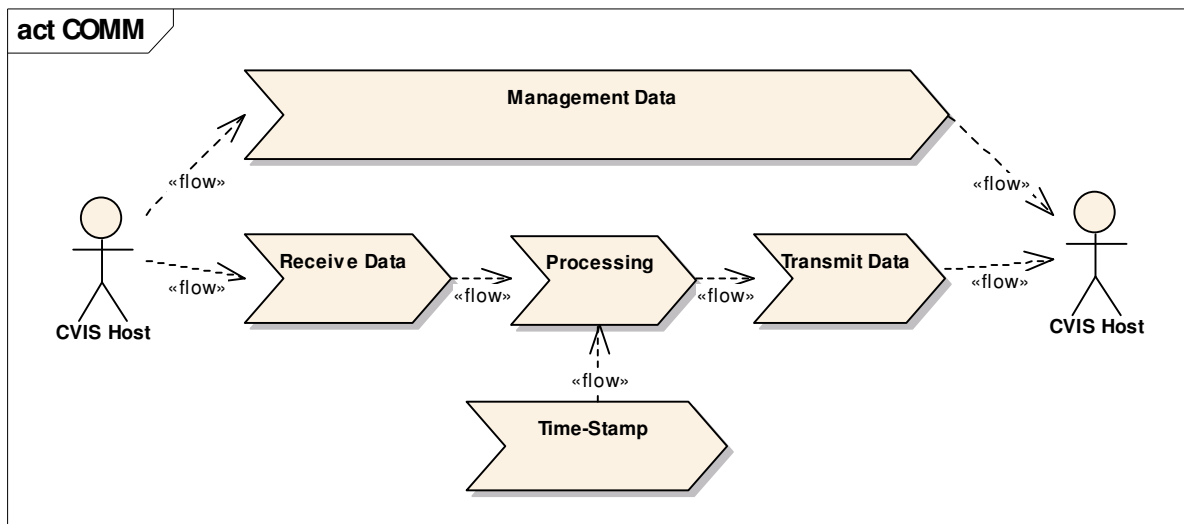 act COMM
Management Data
«flow»
«flow»
Receive Data
Processing
Transmit Data
«flow»
«flow»
«flow»
«flow»
CVIS Host
CVIS Host
«flow»
Time-Stamp